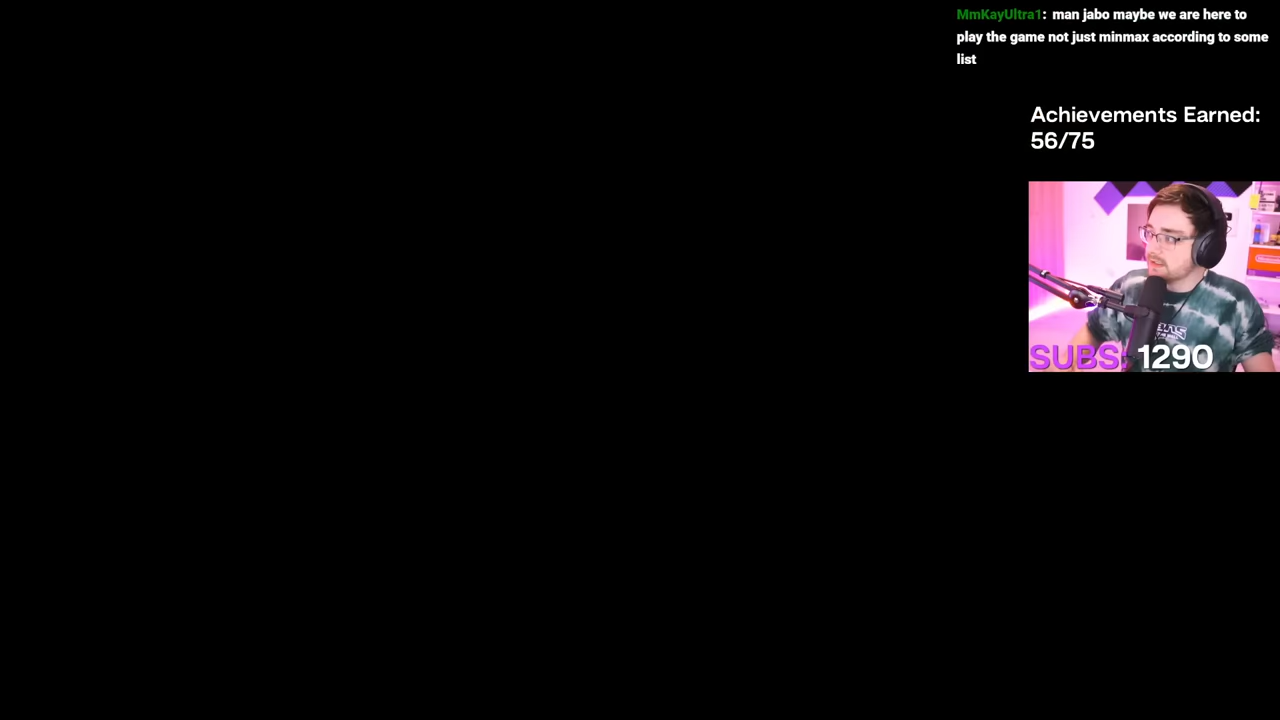 MmKayUltra1: man jabo maybe we are here to
play the game not just minmax according to some
list
Achievements Earned:
56/75
SUBS: 1290